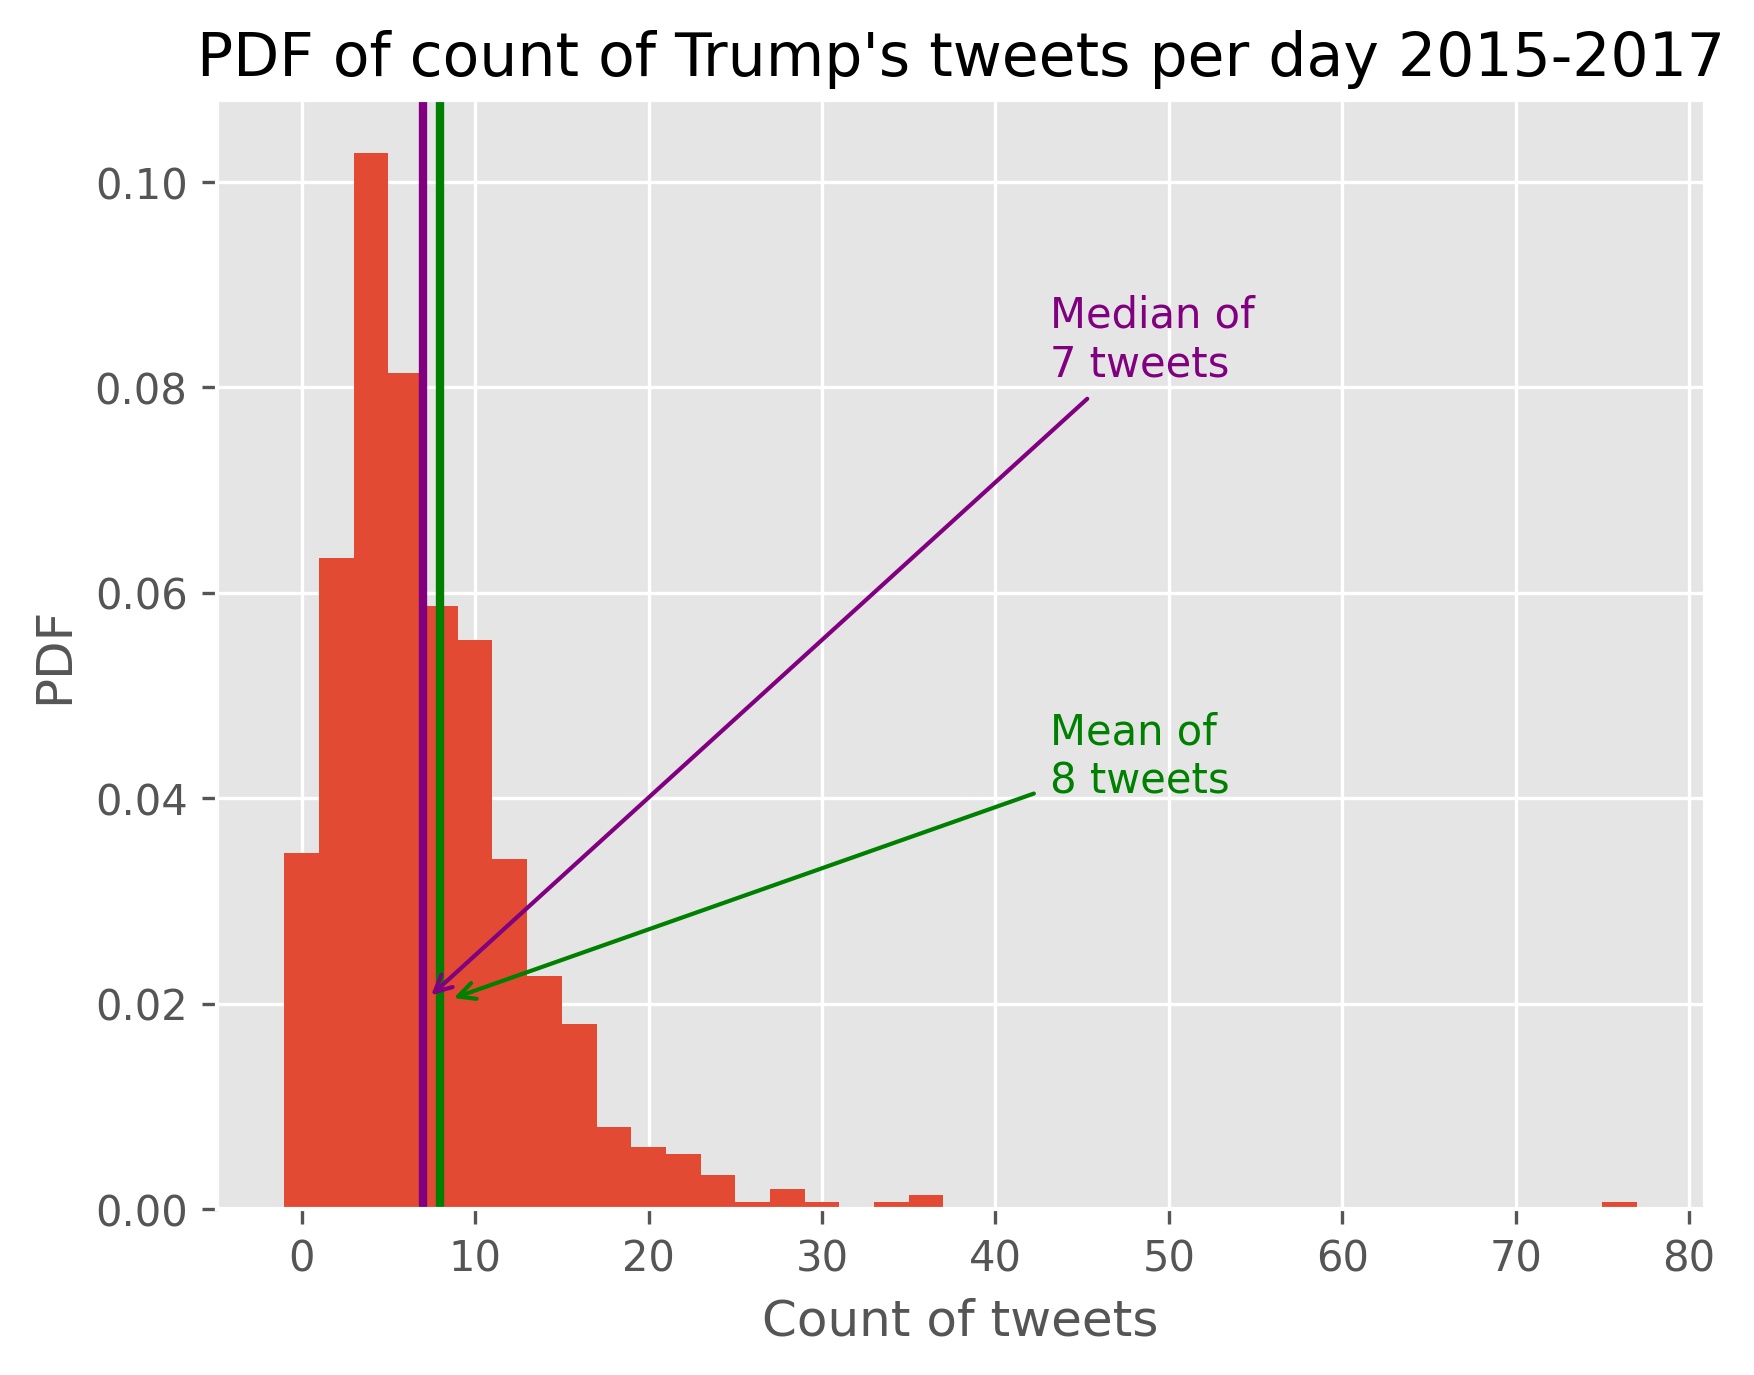 PDF of count of Trump's tweets per day 2015-2017
0.10
0.08
0.06
0.04
0.02
0.00
PDF
Median of
7 tweets
Mean of
8 tweets
0 10 20 30 40 50 60 70 80
Count of tweets